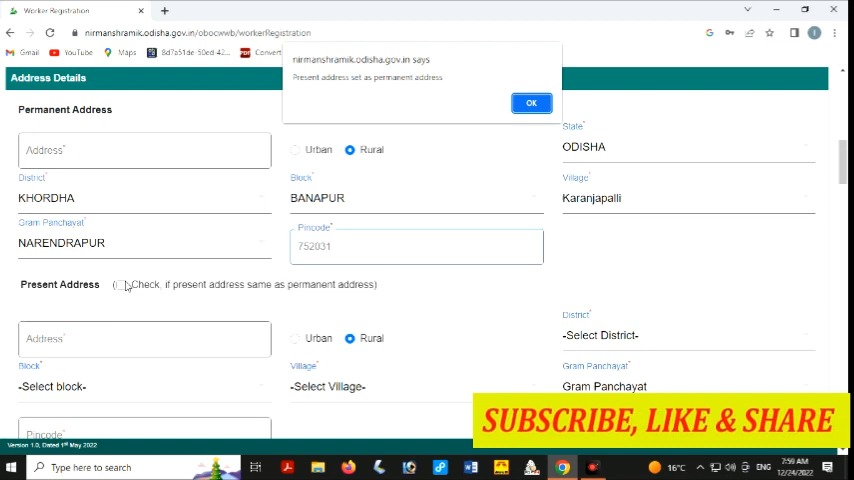 Worker Registration
nirmanshramik.odisha.gov.in/obocwwb/workerRegistration
Gmail
YouTube
Maps
8d7a51de-50ed-42...
Convert
nirmanshramik.odisha.gov.in says
Present address set as permanent address
OK
Address Details
Permanent Address
State*
Address*
Urban
Rural
ODISHA
District*
Block*
Village*
KHORDHA
BANAPUR
Karanjapalli
Gram Panchayat*
Pincode*
NARENDRAPUR
752031
Present Address
(Check, if present address same as permanent address)
District*
Address*
Urban
Rural
-Select District-
Block*
Village*
Gram Panchayat*
-Select block-
-Select Village-
Gram Panchayat
Pincode*
SUBSCRIBE, LIKE & SHARE
Version 1.0, Dated 1st May 2022
Type here to search
16°C
ENG
7:59 AM
12/24/2022